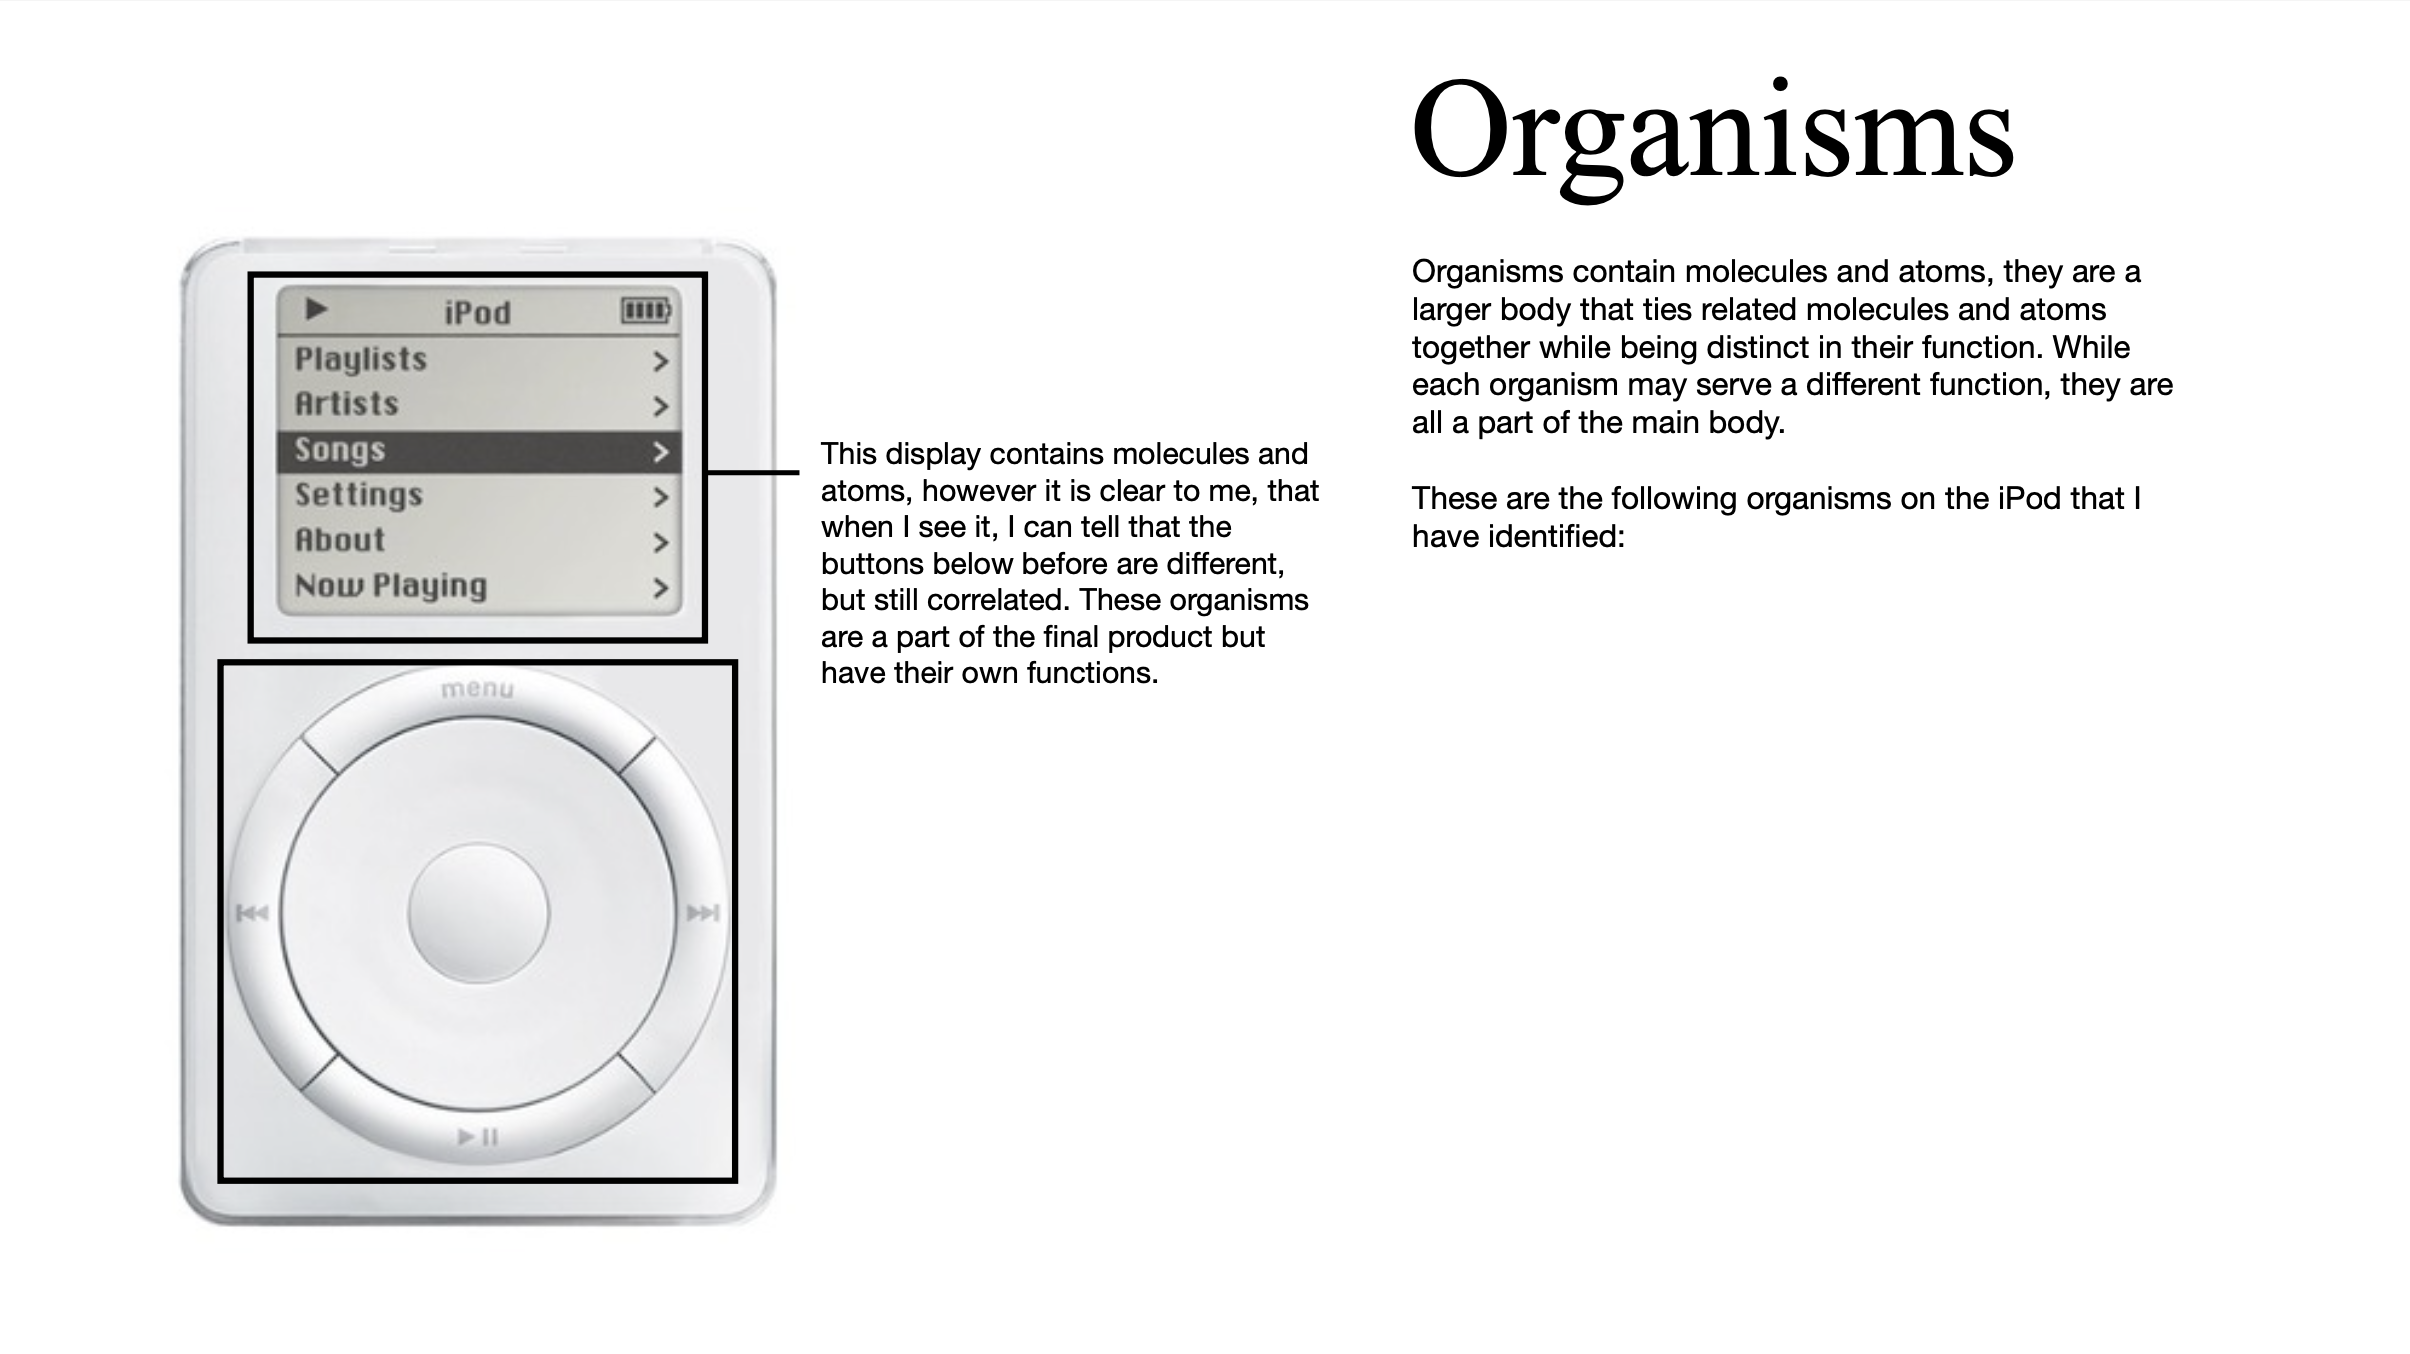 Organisms
iPod
Playlists
Artists
Songs
Settings
About
Now Playing
menu
This display contains molecules and
atoms, however it is clear to me, that
when I see it, I can tell that the
buttons below before are different,
but still correlated. These organisms
are a part of the final product but
have their own functions.
Organisms contain molecules and atoms, they are a
larger body that ties related molecules and atoms
together while being distinct in their function. While
each organism may serve a different function, they are
all a part of the main body.
These are the following organisms on the iPod that I
have identified: